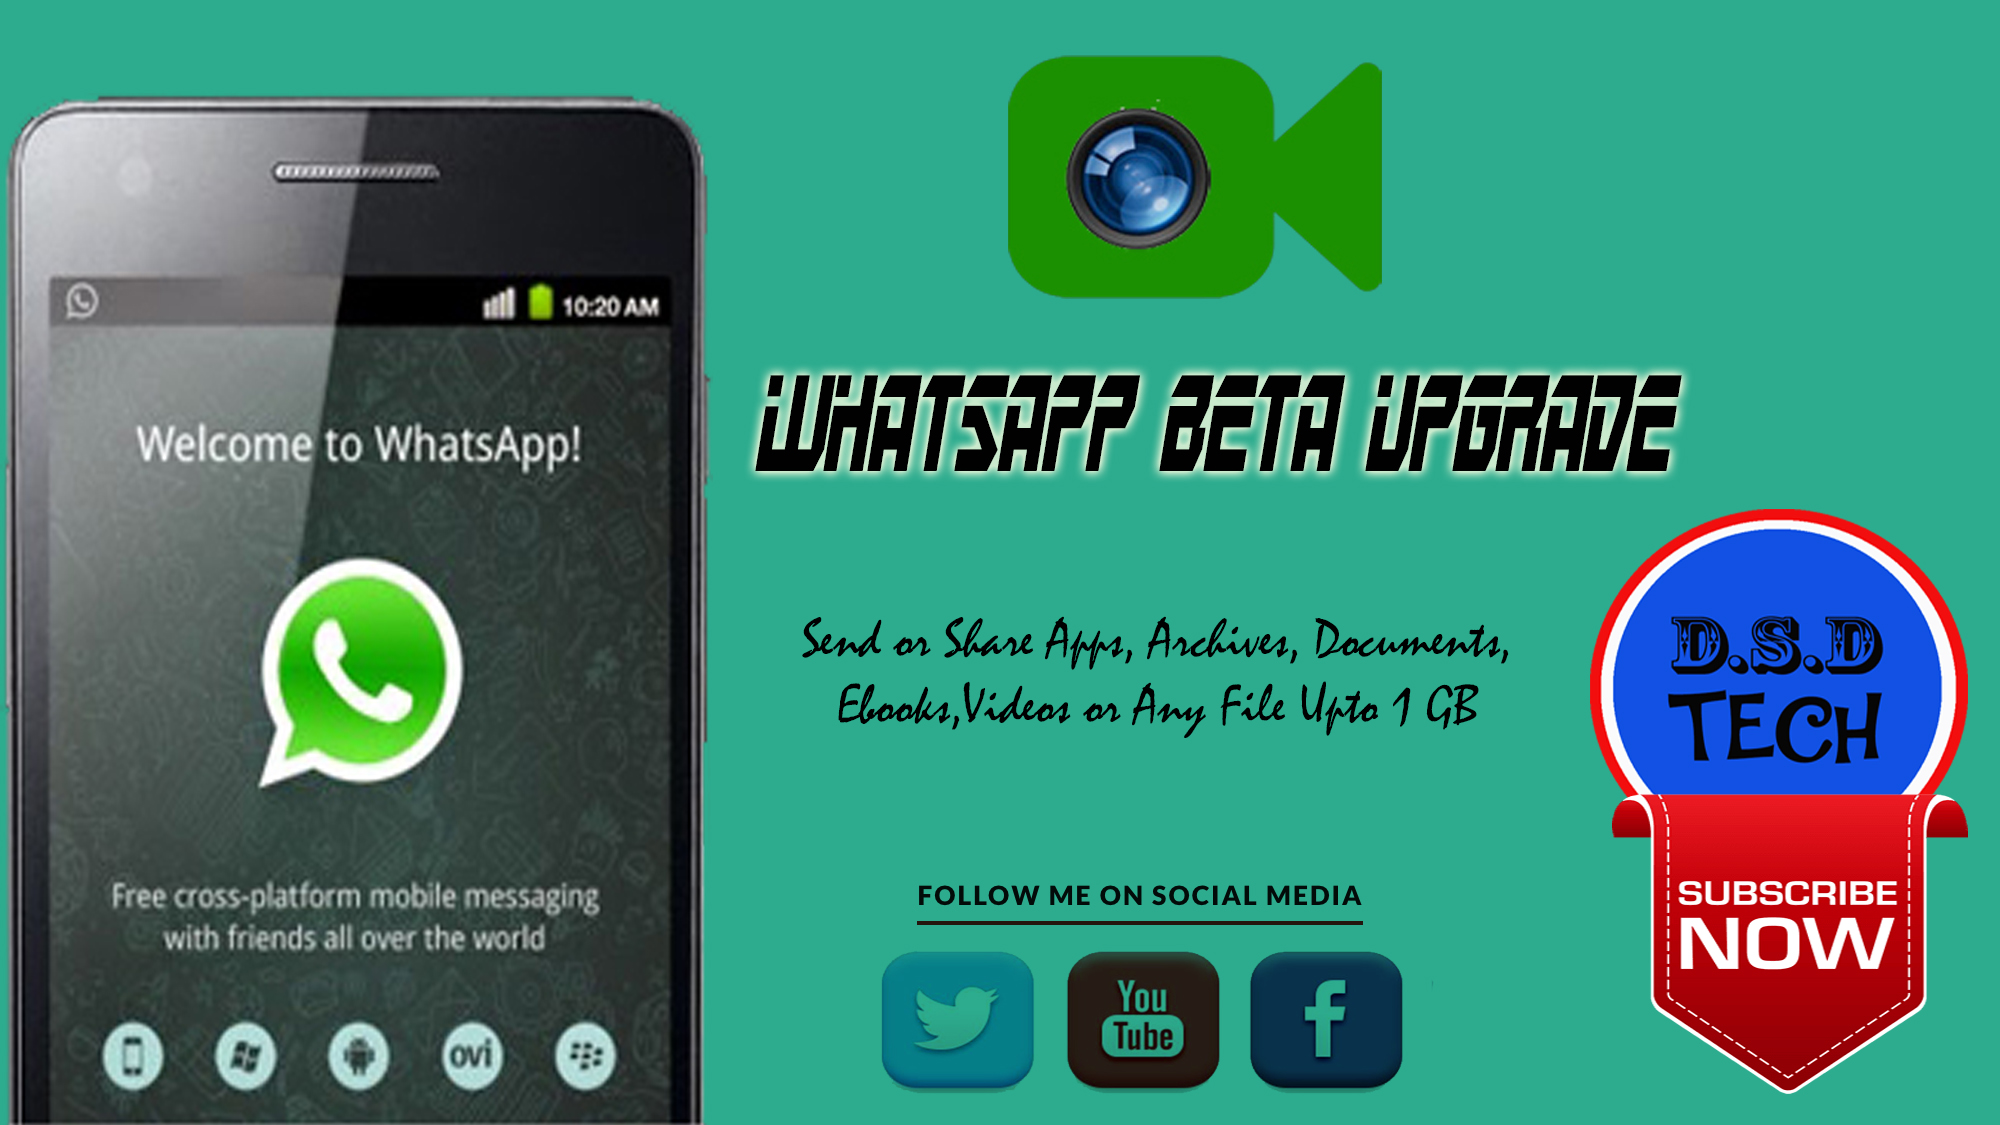 10:20 AM
Welcome to WhatsApp!
Free cross-platform mobile messaging
with friends all over the world
ovi
WHATSAPP BETA UPGRADE
Send or Share Apps, Archives, Documents,
Ebooks,Videos or Any File Upto 1 GB
FOLLOW ME ON SOCIAL MEDIA
You
Tube
f
D.S.D
TECH
SUBSCRIBE
NOW